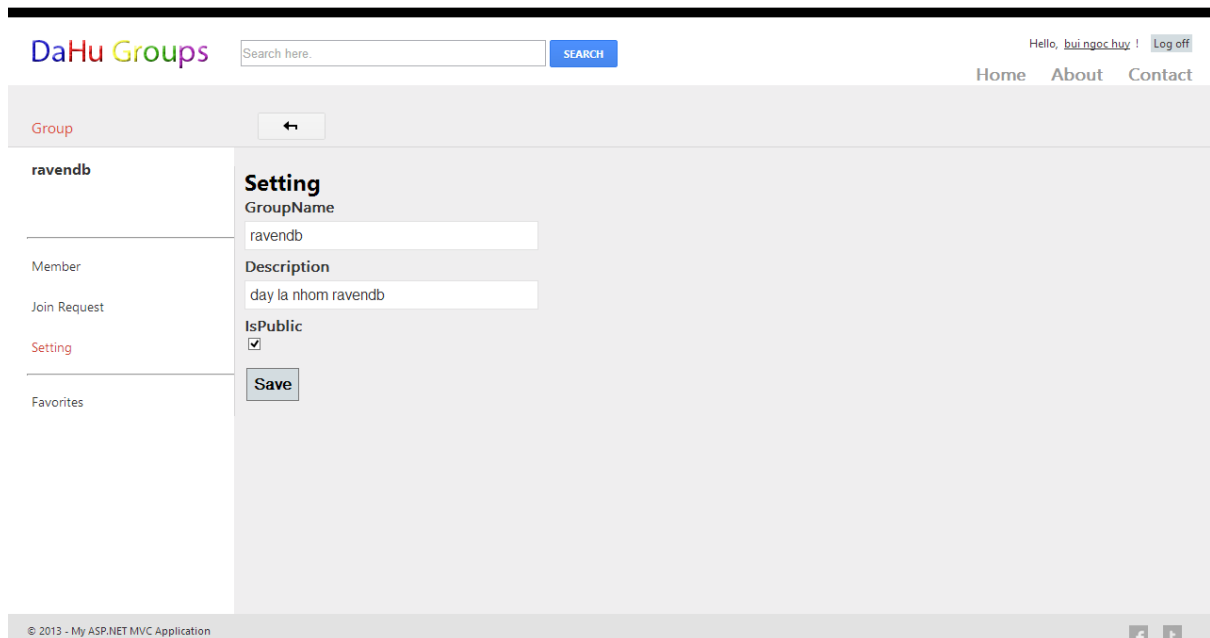 DaHu Groups
Search here.
SEARCH
Hello, bui ngoc huy ! Log off
Home About Contact
Group
ravendb
Member
Join Request
Setting
Favorites
Setting
GroupName
ravendb
Description
day la nhom ravendb
IsPublic
Save
© 2013 - My ASP.NET MVC Application